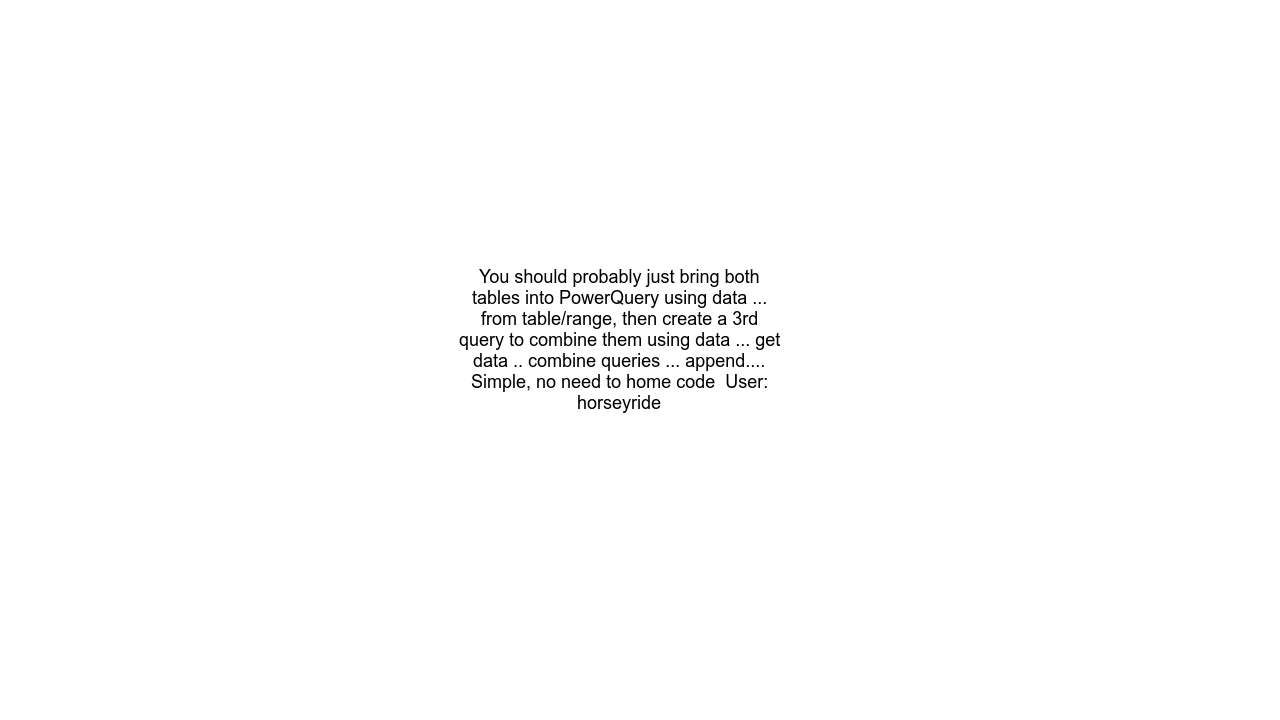 You should probably just bring both
tables into PowerQuery using data ...
from table/range, then create a 3rd
query to combine them using data ... get
data .. combine queries ... append....
Simple, no need to home code  User:
horseyride